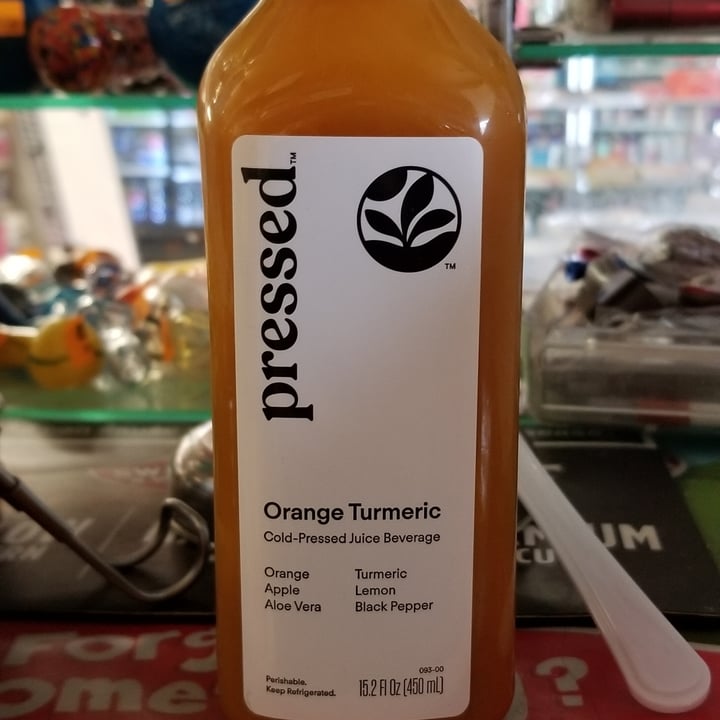 pressed™
TM
Orange Turmeric
Cold-Pressed Juice Beverage
Orange Turmeric
Apple Lemon
Aloe Vera Black Pepper
093-00
Perishable.
Keep Refrigerated.
15.2 Fl Oz (450 mL)
?